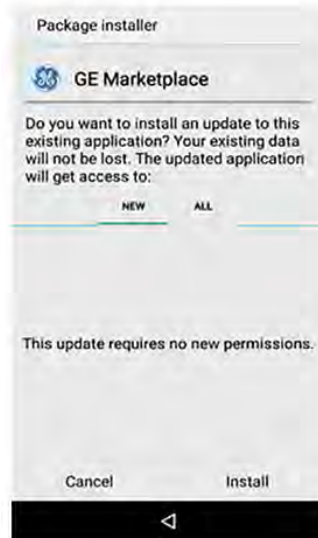 Package installer
GE Marketplace
Do you want to install an update to this
existing application? Your existing data
will not be lost. The updated application
will get access to:
NEW ALL
This update requires no new permissions.
Cancel Install